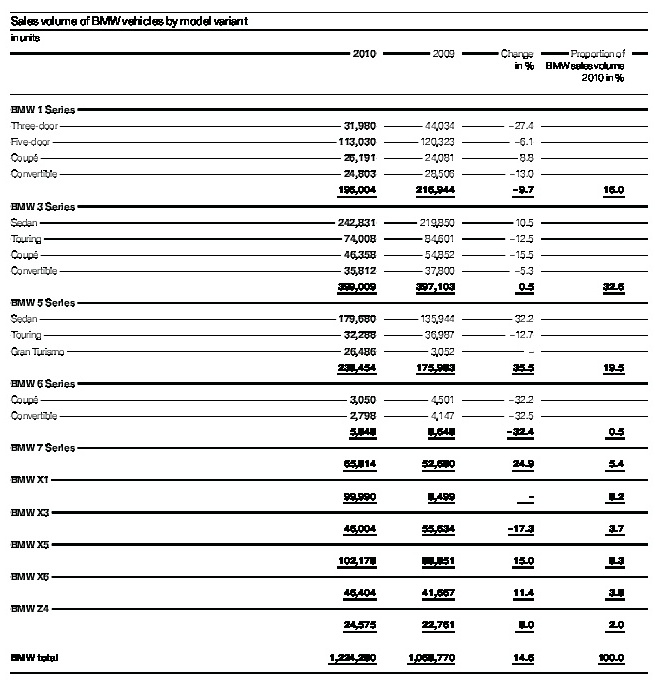 Sales volume of BMW vehicles by model variant
in units
2010 2009 Change Proportion of
in % BMW sales volume
2010 in %
BMW 1 Series
Three-door 31,980 44,034 –27.4
Five-door 113,030 120,323 –6.1
Coupé 26,191 24,081 8.8
Convertible 24,803 28,506 –13.0
196,004 216,944 –9.7 16.0
BMW 3 Series
Sedan 242,831 219,850 10.5
Touring 74,008 84,601 –12.5
Coupé 46,358 54,852 –15.5
Convertible 35,812 37,800 –5.3
399,009 397,103 0.5 32.6
BMW 5 Series
Sedan 179,680 135,944 32.2
Touring 32,288 36,987 –12.7
Gran Turismo 26,486 3,052 –
238,454 175,983 35.5 19.5
BMW 6 Series
Coupé 3,050 4,501 –32.2
Convertible 2,798 4,147 –32.5
5,848 8,648 –32.4 0.5
BMW 7 Series
65,814 52,680 24.9 5.4
BMW X1
99,990 8,499 – 8.2
BMW X3
46,004 55,634 –17.3 3.7
BMW X5
102,178 88,851 15.0 8.3
BMW X6
46,404 41,667 11.4 3.8
BMW Z4
24,575 22,761 8.0 2.0
BMW total 1,224,280 1,068,770 14.6 100.0